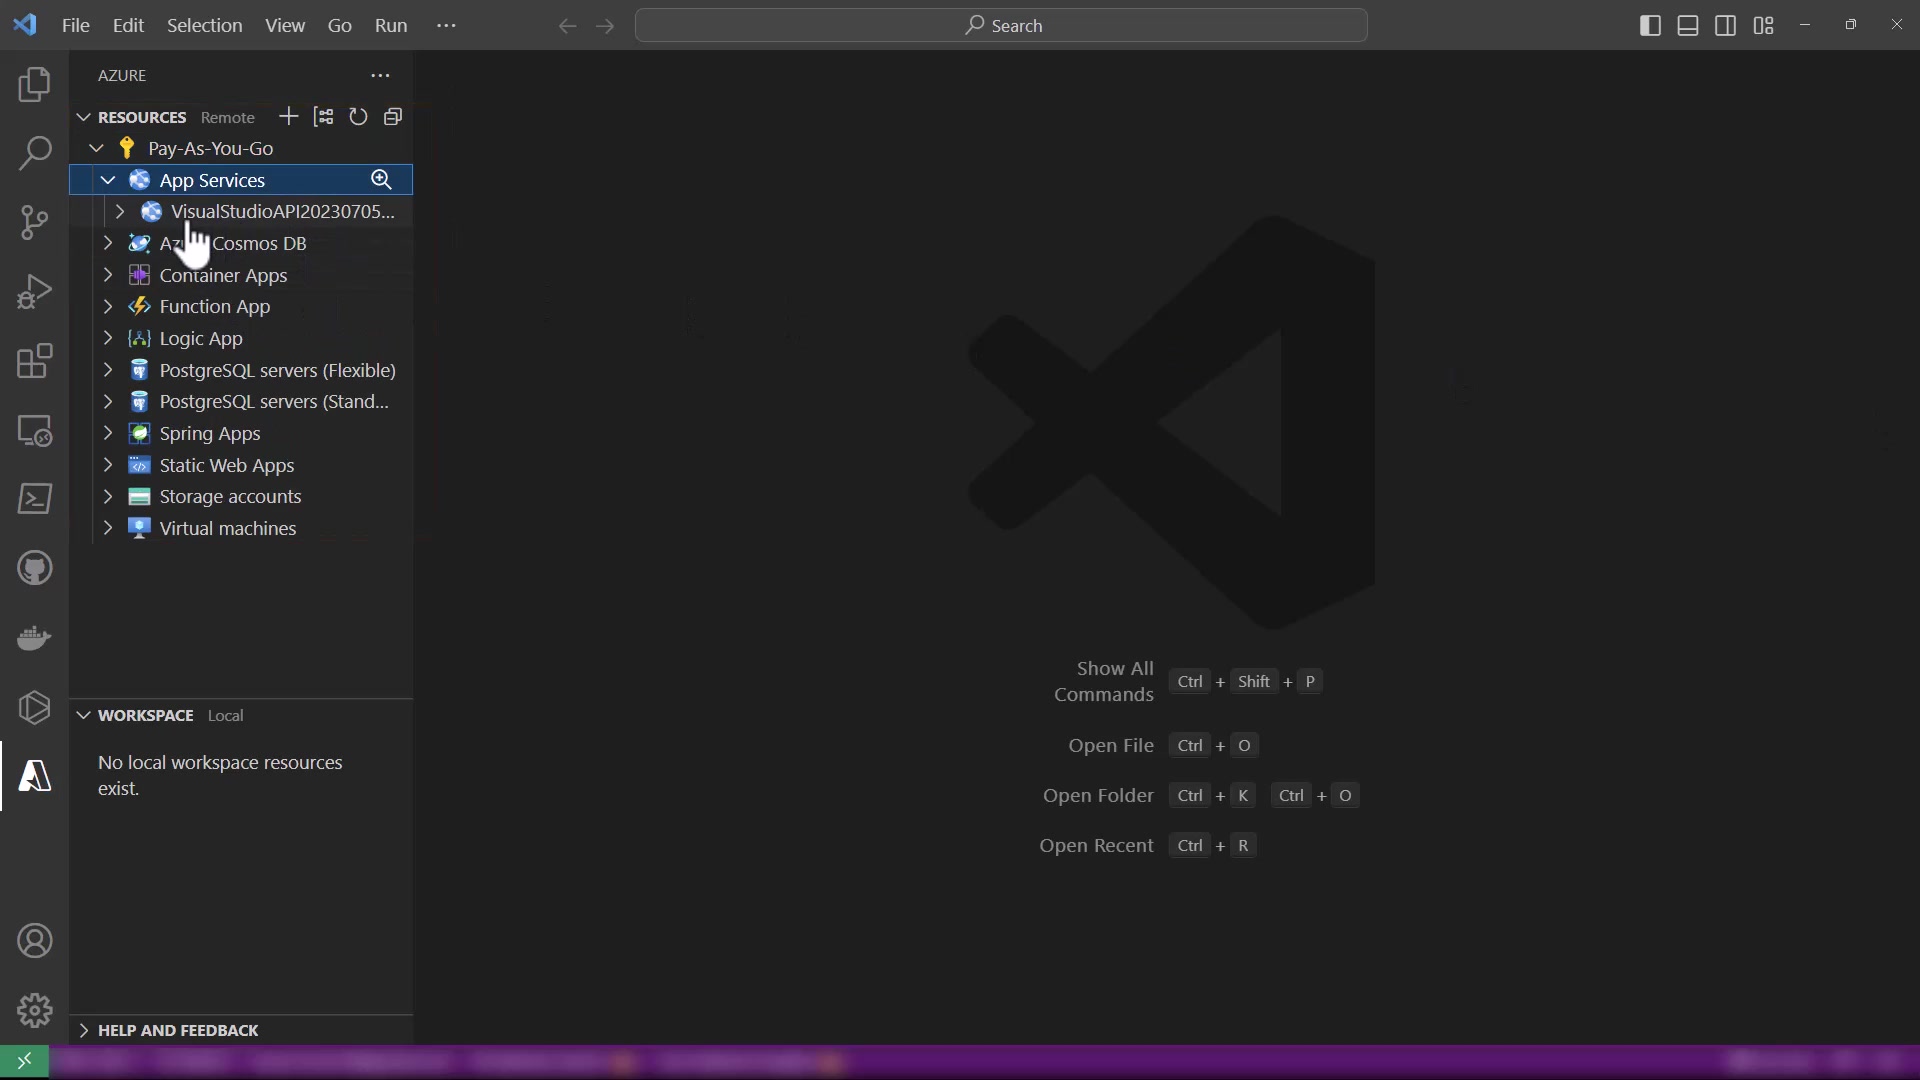 File Edit Selection View Go Run ···
Search
AZURE ···
RESOURCES Remote
Pay-As-You-Go
App Services
VisualStudioAPI20230705...
Cosmos DB
Container Apps
Function App
Logic App
PostgreSQL servers (Flexible)
PostgreSQL servers (Stand...
Spring Apps
Static Web Apps
Storage accounts
Virtual machines
Show All
Commands Ctrl + Shift + P
Open File Ctrl + O
Open Folder Ctrl + K Ctrl + O
Open Recent Ctrl + R
WORKSPACE Local
No local workspace resources
exist.
HELP AND FEEDBACK